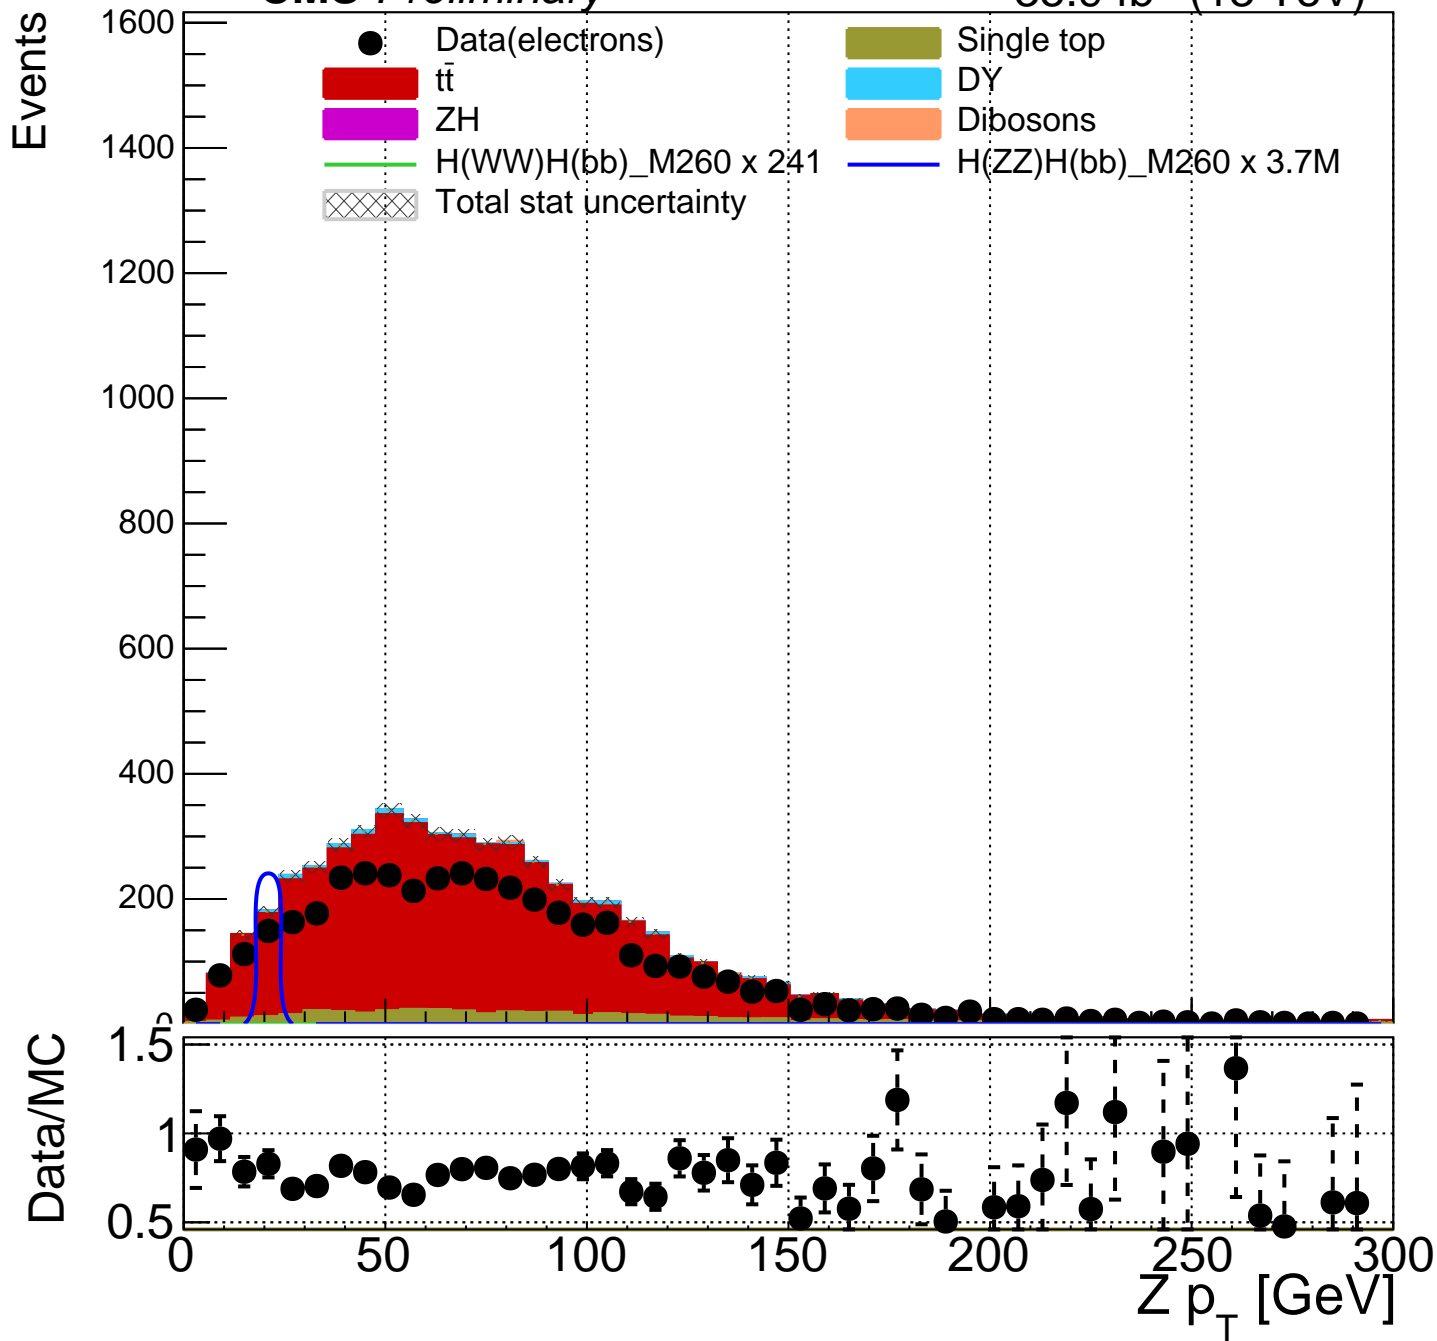 Preliminary
Events
1600
1400
1200
1000
800
600
400
200
0
Data(electrons)
Single top
tt̄
DY
ZH
Dibosons
H(WW)H(bb)_M260 x 241
H(ZZ)H(bb)_M260 x 3.7M
Total stat uncertainty
Data/MC
1.5
1
0.5
0 50 100 150 200 250 300
Z p_T [GeV]